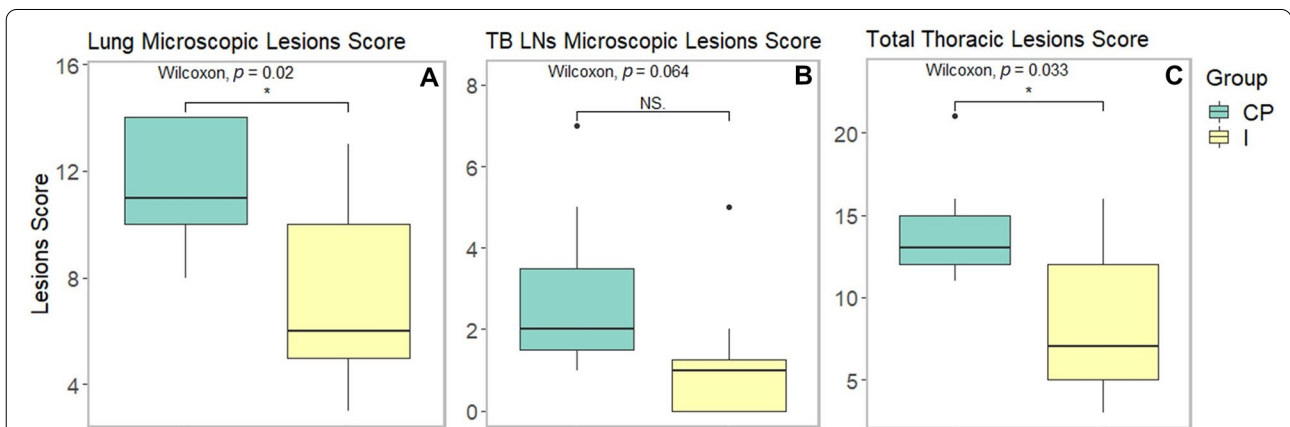 Lung Microscopic Lesions Score
Wilcoxon, p = 0.02
A
*
16
12
8
4
Lesions Score
TB LNs Microscopic Lesions Score
Wilcoxon, p = 0.064
B
NS.
8
6
4
2
0
Total Thoracic Lesions Score
Wilcoxon, p = 0.033
C
*
20
15
10
5
Group
CP
I